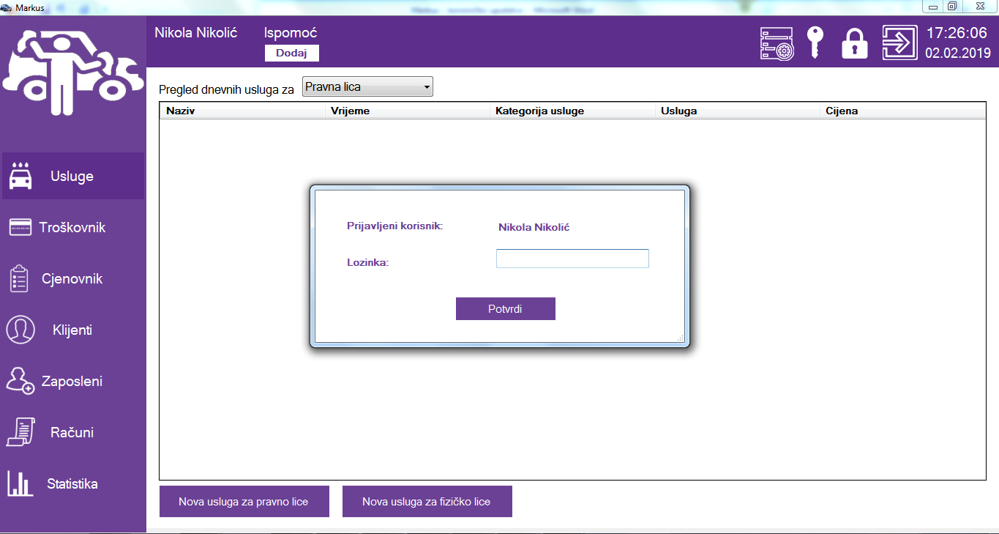 Markus
Nikola Nikolić
Ispomoć
Dodaj
17:26:06
02.02.2019
Usluge
Troškovnik
Cjenovnik
Klijenti
Zaposleni
Računi
Statistika
Pregled dnevnih usluga za Pravna lica
Naziv Vrijeme Kategorija usluge Usluga Cijena
Prijavljeni korisnik: Nikola Nikolić
Lozinka:
Potvrdi
Nova usluga za pravno lice
Nova usluga za fizičko lice